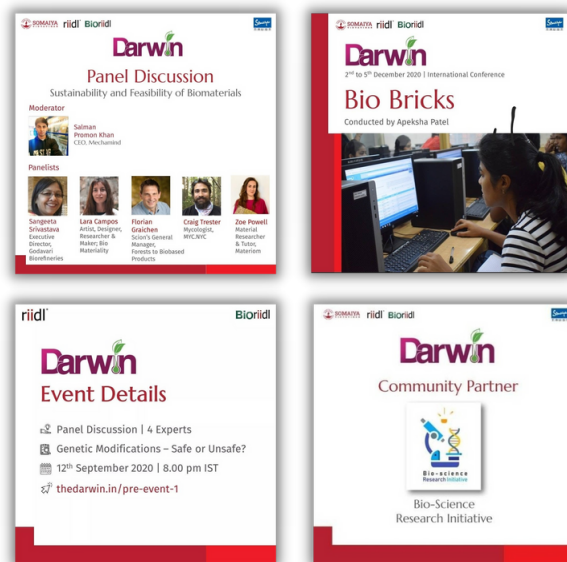 SOMAIYA riidl Bioriidl
Darwin
Panel Discussion
Sustainability and Feasibility of Biomaterials
Moderator
Salman
Promon Khan
CEO, Mechamind
Panelists
Sangeeta
Srivastava
Executive
Director,
Godavari
Biorefineries
Lara Campos
Artist, Designer,
Researcher &
Maker; Bio
Materiality
Florian
Graichen
Scion's General
Manager,
Forests to Biobased
Products
Craig Trester
Mycologist,
MYC.NYC
Zoe Powell
Material
Researcher
& Tutor,
Materiom
SOMAIYA riidl Bioriidl
Darwin
2nd to 5th December 2020 | International Conference
Bio Bricks
Conducted by Apeksha Patel
riidl Bioriidl
Darwin
Event Details
Panel Discussion | 4 Experts
Genetic Modifications – Safe or Unsafe?
12th September 2020 | 8.00 pm IST
thedarwin.in/pre-event-1
SOMAIYA riidl Bioriidl
Darwin
Community Partner
Bio-science
Research Initiative
Bio-Science
Research Initiative